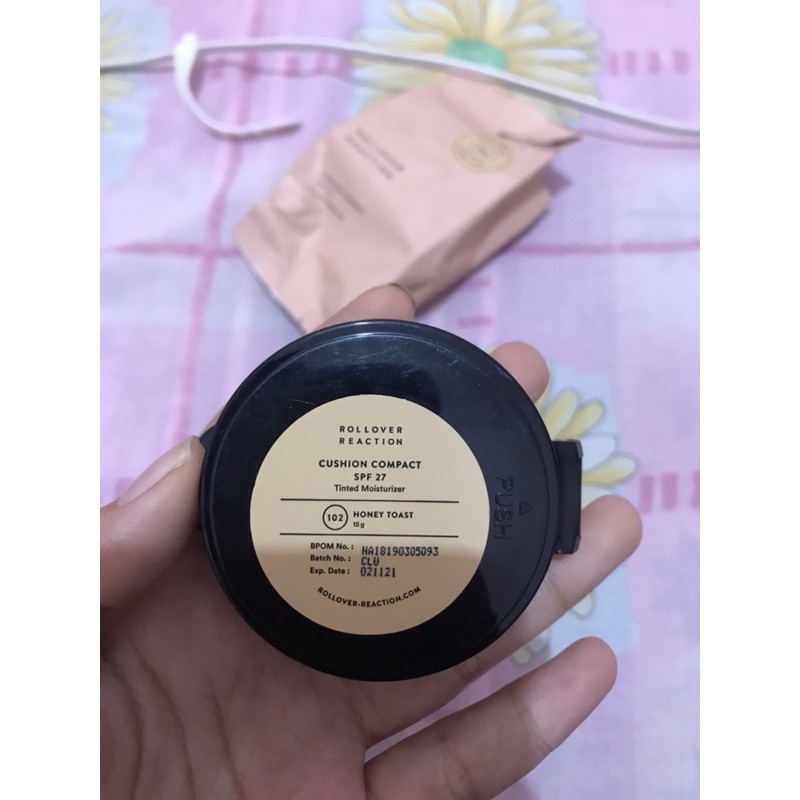 ROLLOVER
REACTION
CUSHION COMPACT
SPF 27
Tinted Moisturizer
102 HONEY TOAST
15g
BPOM No.: NA18190305093
Batch No.: CLU
Exp. Date: 021121
ROLLOVER-REACTION.COM
PUSH